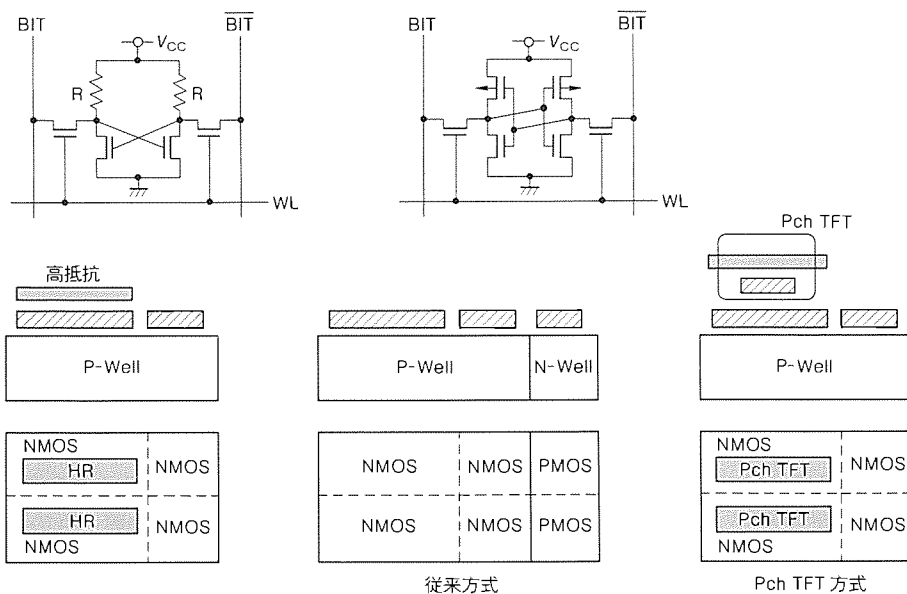 BIT
BIT
VCC
R
R
WL
BIT
BIT
VCC
WL
高抵抗
P-Well
NMOS
HR
NMOS
HR
NMOS
NMOS
P-Well
N-Well
NMOS
NMOS
PMOS
NMOS
NMOS
PMOS
従来方式
Pch TFT
P-Well
NMOS
Pch TFT
NMOS
Pch TFT
NMOS
NMOS
Pch TFT 方式